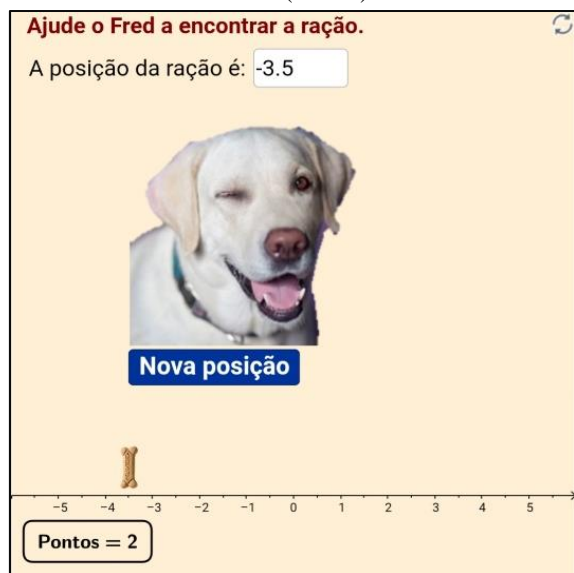 Ajude o Fred a encontrar a ração.
A posição da ração é: -3.5
Nova posição
−5 −4 −3 −2 −1 0 1 2 3 4 5
Pontos = 2